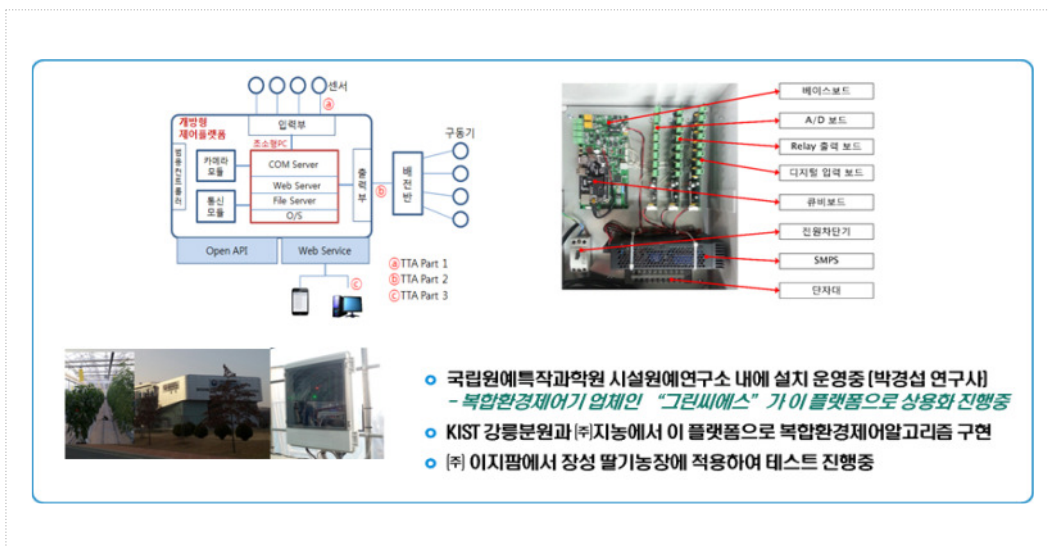 센서
ⓐ
개방형
제어플랫폼
입력부
초소형PC
범용컨트롤러
카메라
모듈
통신
모듈
COM Server
Web Server
File Server
O/S
출력부
ⓑ
배전반
구동기
Open API
Web Service
ⓒ
ⓐTTA Part 1
ⓑTTA Part 2
ⓒTTA Part 3
베이스보드
A/D 보드
Relay 출력 보드
디지털 입력 보드
큐비보드
전원차단기
SMPS
단자대
국립원예특작과학원 시설원예연구소 내에 설치 운영중 (박경섭 연구사)
- 복합환경제어기 업체인 “그린씨에스” 가 이 플랫폼으로 상용화 진행중
KIST 강릉분원과 ㈜지농에서 이 플랫폼으로 복합환경제어알고리즘 구현
㈜ 이지팜에서 장성 딸기농장에 적용하여 테스트 진행중